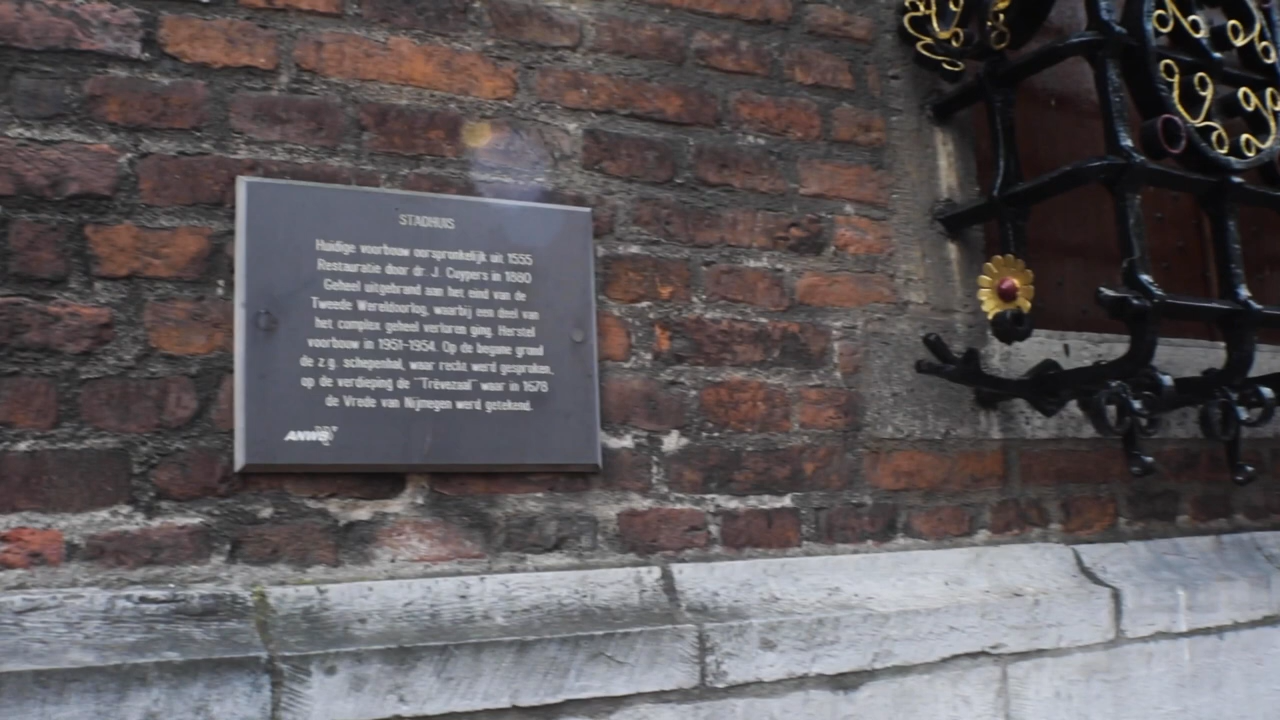 STADHUIS
Huidige voorbouw oorspronkelijk uit 1555
Restauratie door dr. J. Cuypers in 1880
Geheel uitgebrand aan het eind van de
Tweede Wereldoorlog, waarbij een deel van
het complex geheel verloren ging. Herstel
voorbouw in 1951-1954. Op de begane grond
de z.g. schepenhal, waar recht werd gesproken,
op de verdieping de "Trêvezaal" waar in 1678
de Vrede van Nijmegen werd getekend.
ANWB